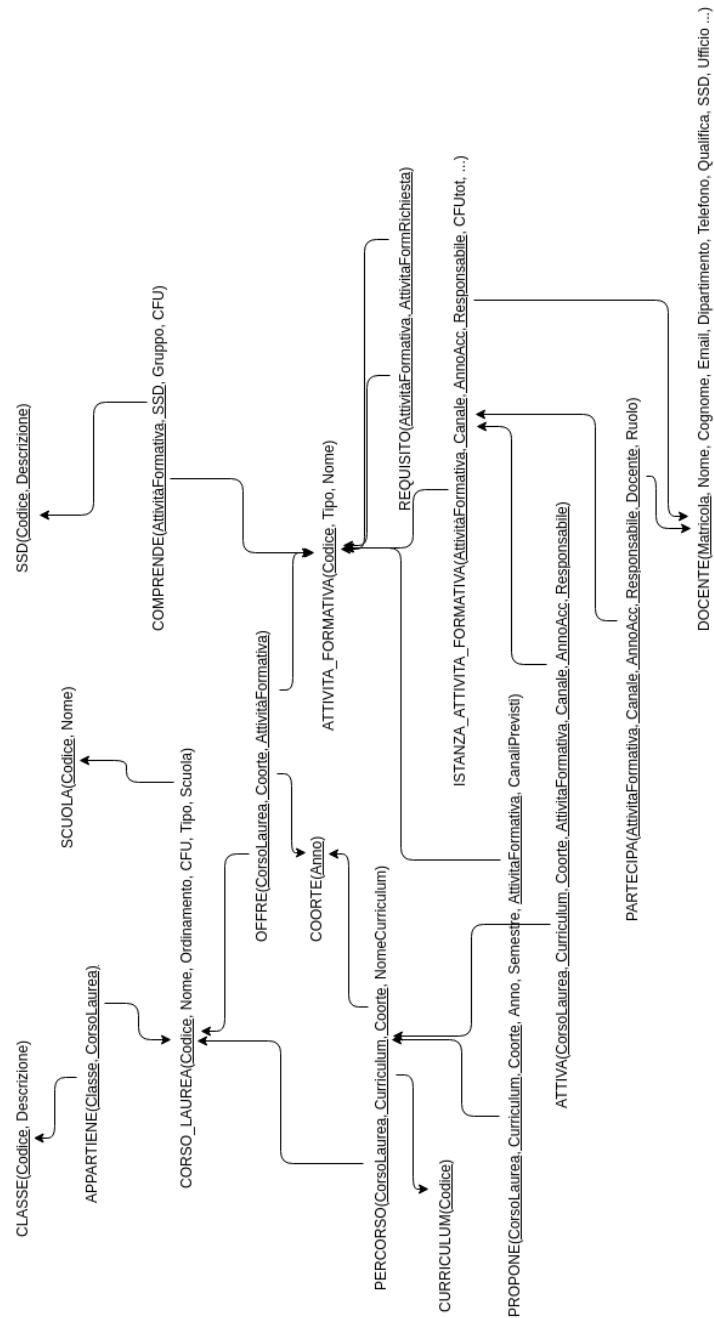 CLASSE(Codice, Descrizione)
SCUOLA(Codice, Nome)
SSD(Codice, Descrizione)
APPARTIENE(Classe, CorsoLaurea)
COMPRENDE(AttivitàFormativa, SSD, Gruppo, CFU)
CORSO_LAUREA(Codice, Nome, Ordinamento, CFU, Tipo, Scuola)
OFFRE(CorsoLaurea, Coorte, AttivitàFormativa)
COORTE(Anno)
ATTIVITA_FORMATIVA(Codice, Tipo, Nome)
PERCORSO(CorsoLaurea, Curriculum, Coorte, NomeCurriculum)
REQUISITO(AttivitàFormativa, AttivitaFormRichiesta)
CURRICULUM(Codice)
ISTANZA_ATTIVITA_FORMATIVA(AttivitàFormativa, Canale, AnnoAcc, Responsabile, CFUtot, ...)
PROPONE(CorsoLaurea, Curriculum, Coorte, Anno, Semestre, AttivitaFormativa, CanaliPrevisti)
ATTIVA(CorsoLaurea, Curriculum, Coorte, AttivitaFormativa, Canale, AnnoAcc, Responsabile)
PARTECIPA(AttivitaFormativa, Canale, AnnoAcc, Responsabile, Docente, Ruolo)
DOCENTE(Matricola, Nome, Cognome, Email, Dipartimento, Telefono, Qualifica, SSD, Ufficio ...)